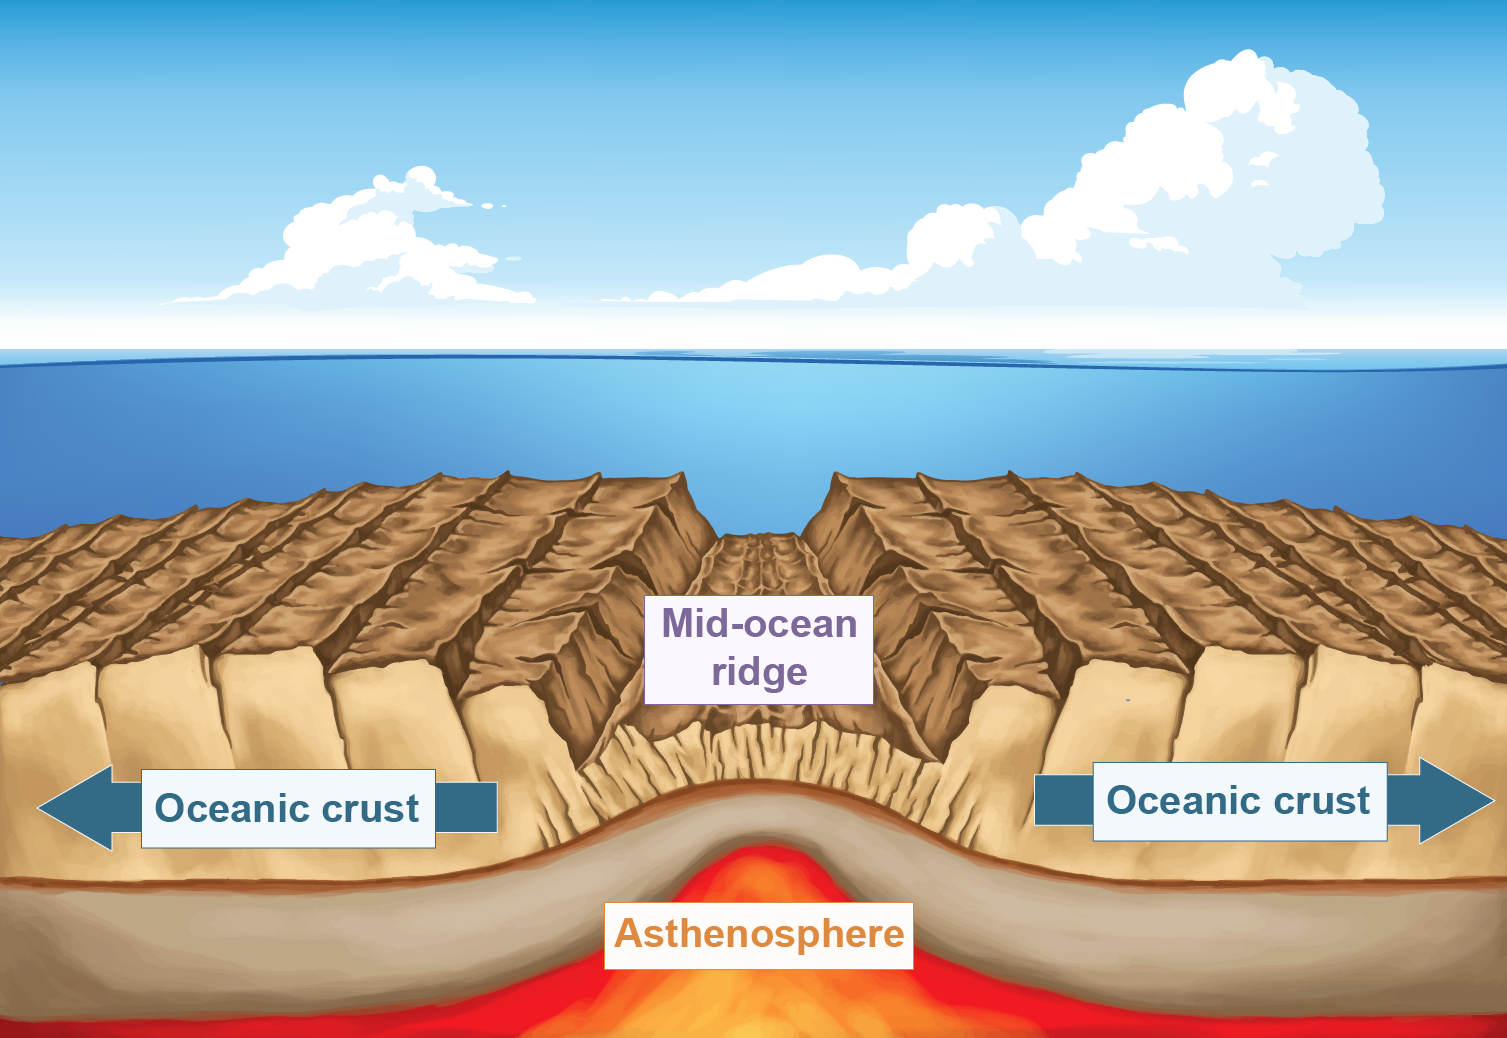 Mid-ocean
ridge
Oceanic crust
Oceanic crust
Asthenosphere